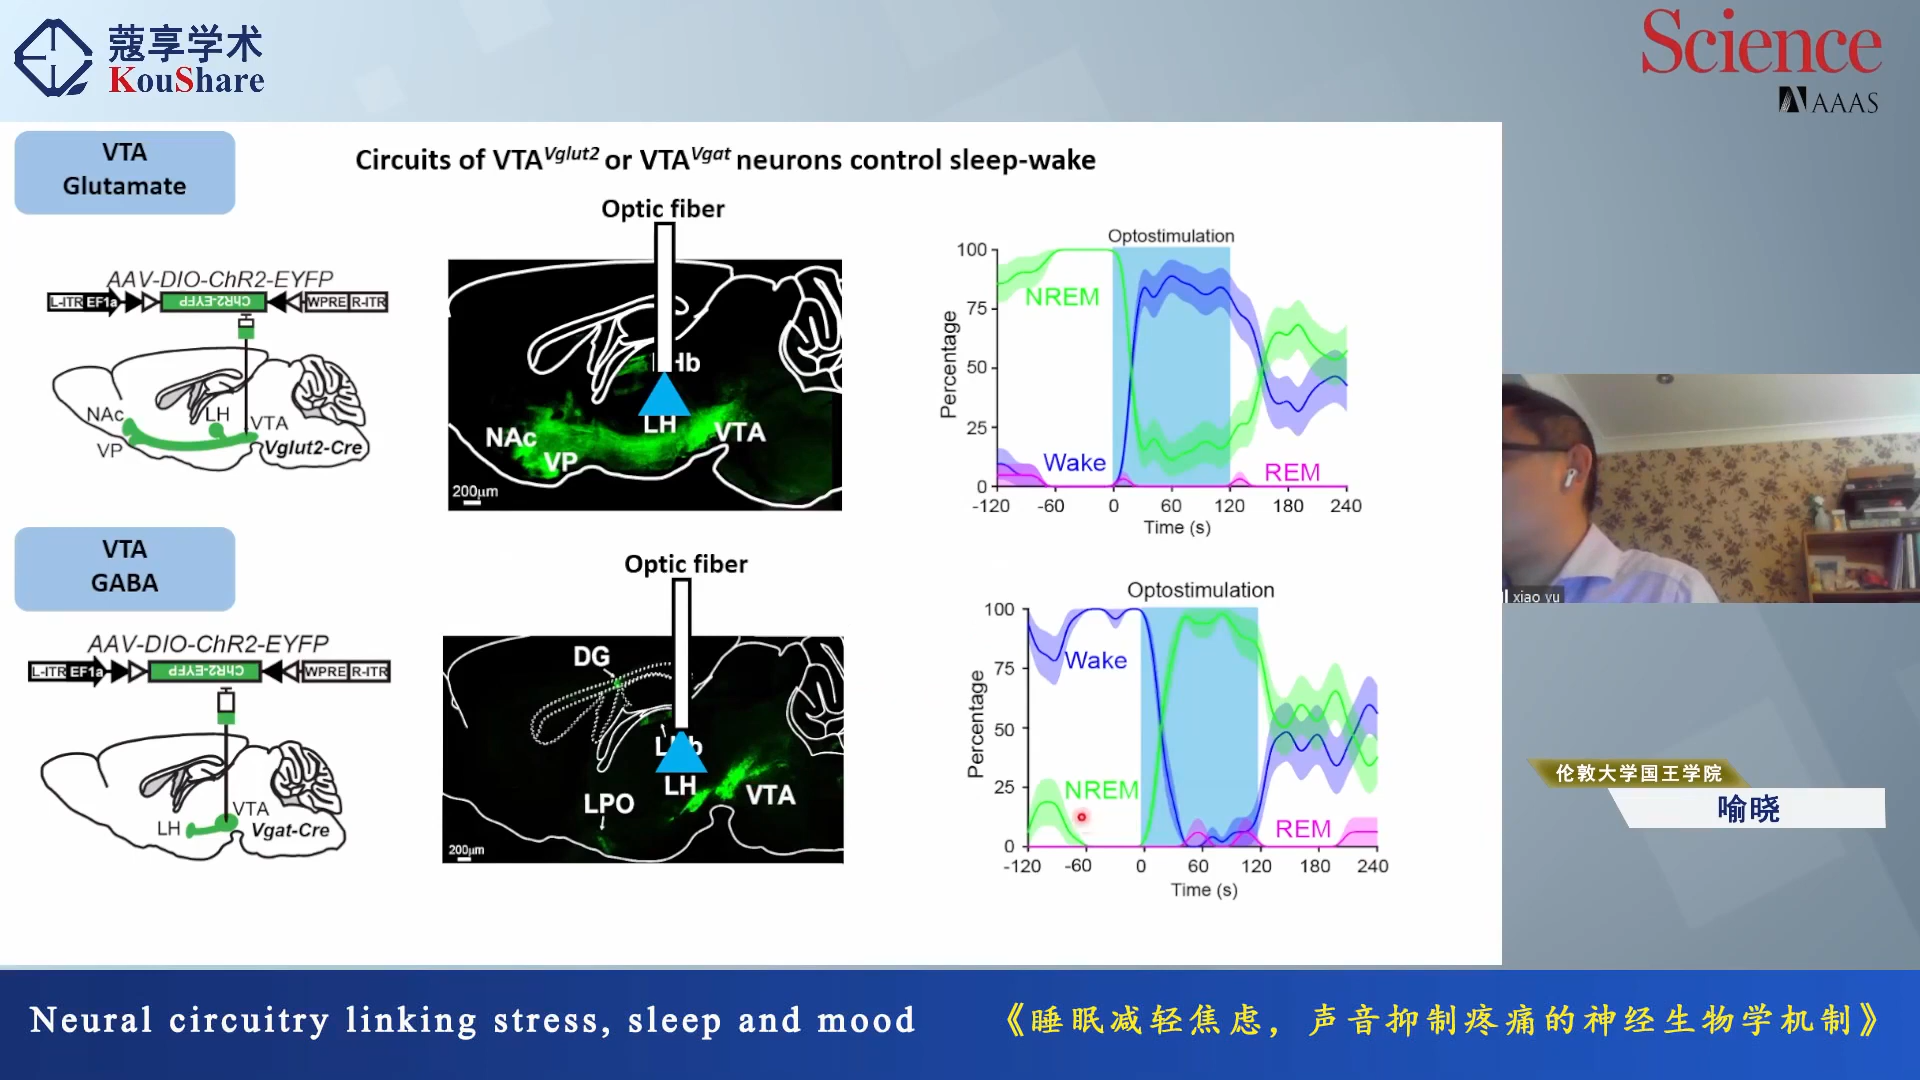 蔻享学术
KouShare
Science
AAAS
VTA
Glutamate
Circuits of VTAVglut2 or VTAVgat neurons control sleep-wake
Optic fiber
AAV-DIO-ChR2-EYFP
L-ITR EF1a ChR2-EYFP WPRE R-ITR
NAc
VP
LH
VTA
Vglut2-Cre
Hb
NAc
VP
LH
VTA
200μm
Optostimulation
Percentage
100
75
50
25
0
NREM
Wake
REM
-120 -60 0 60 120 180 240
Time (s)
VTA
GABA
Optic fiber
AAV-DIO-ChR2-EYFP
L-ITR EF1a ChR2-EYFP WPRE R-ITR
LH
VTA
Vgat-Cre
DG
LH
LPO
VTA
200μm
Optostimulation
Percentage
100
75
50
25
0
Wake
NREM
REM
-120 -60 0 60 120 180 240
Time (s)
xiao yu
伦敦大学国王学院
喻晓
Neural circuitry linking stress, sleep and mood
《睡眠减轻焦虑，声音抑制疼痛的神经生物学机制》